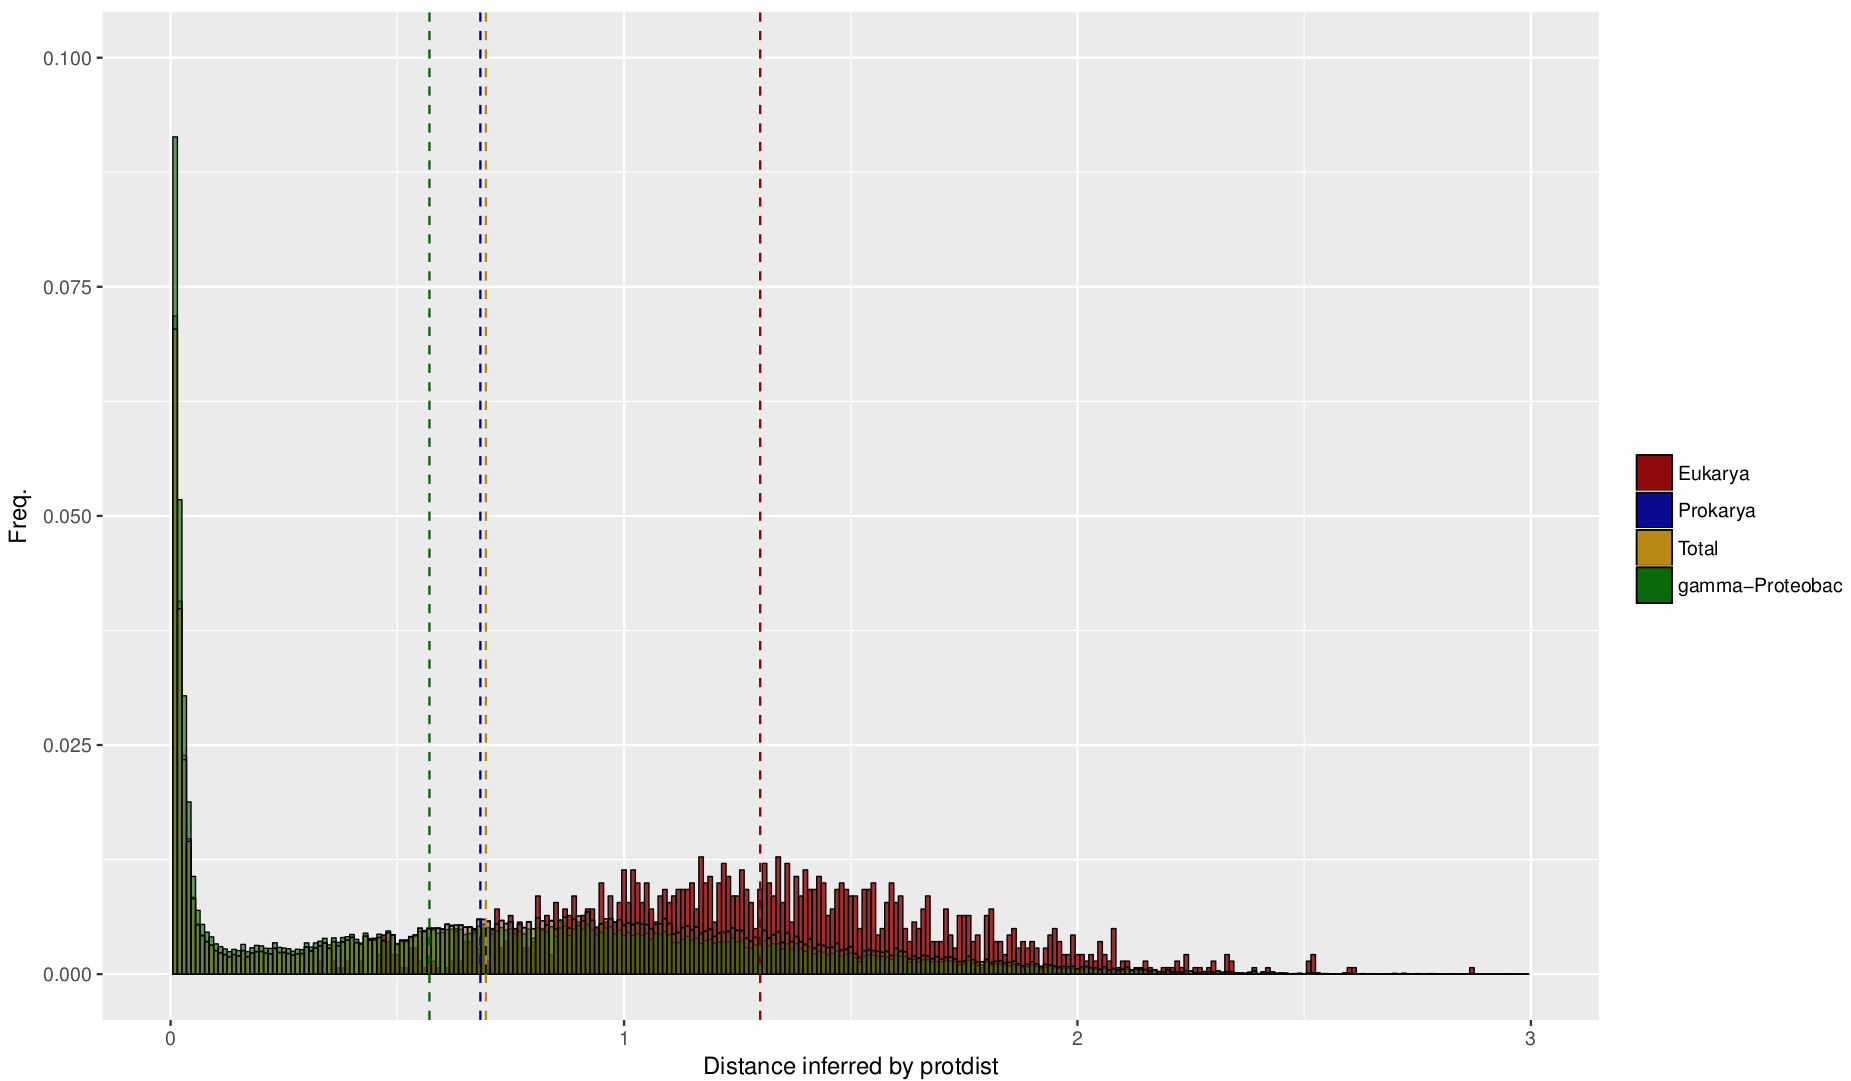 0.100
0.075
0.050
0.025
0.000
Freq.
0
1
2
3
Distance inferred by protdist
Eukarya
Prokarya
Total
gamma−Proteobac